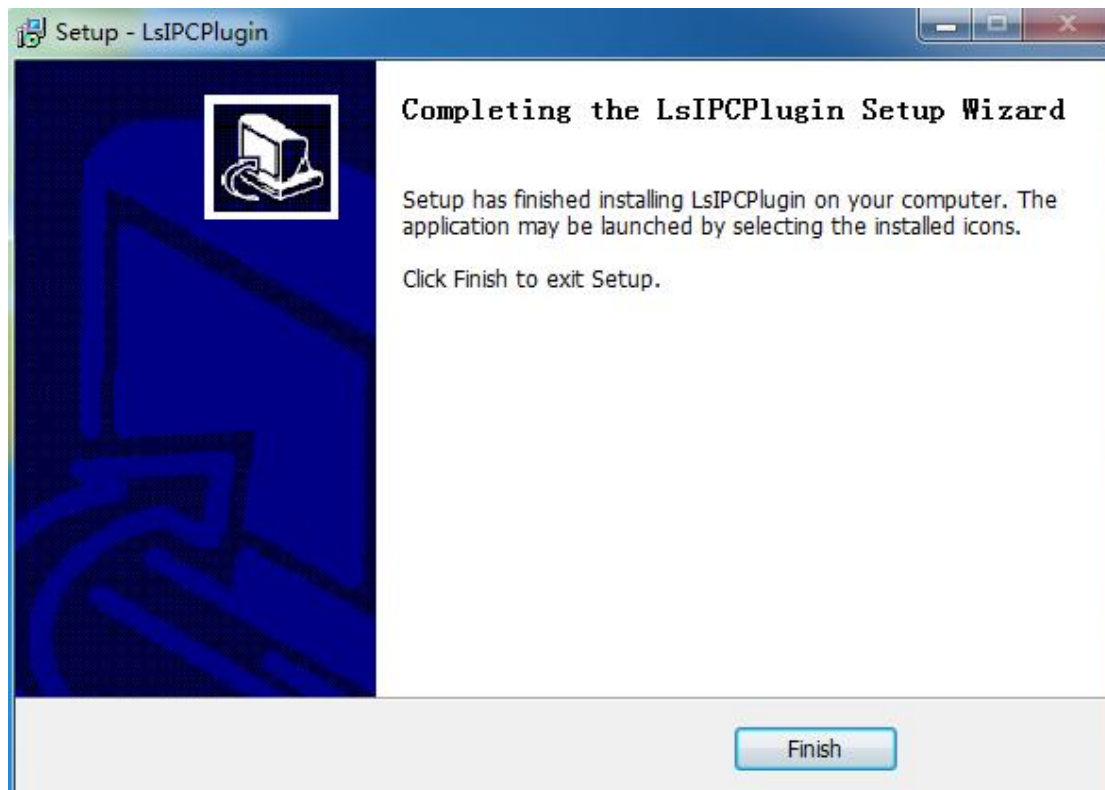 Setup - LsIPCPlugin
Completing the LsIPCPlugin Setup Wizard
Setup has finished installing LsIPCPlugin on your computer. The
application may be launched by selecting the installed icons.
Click Finish to exit Setup.
Finish